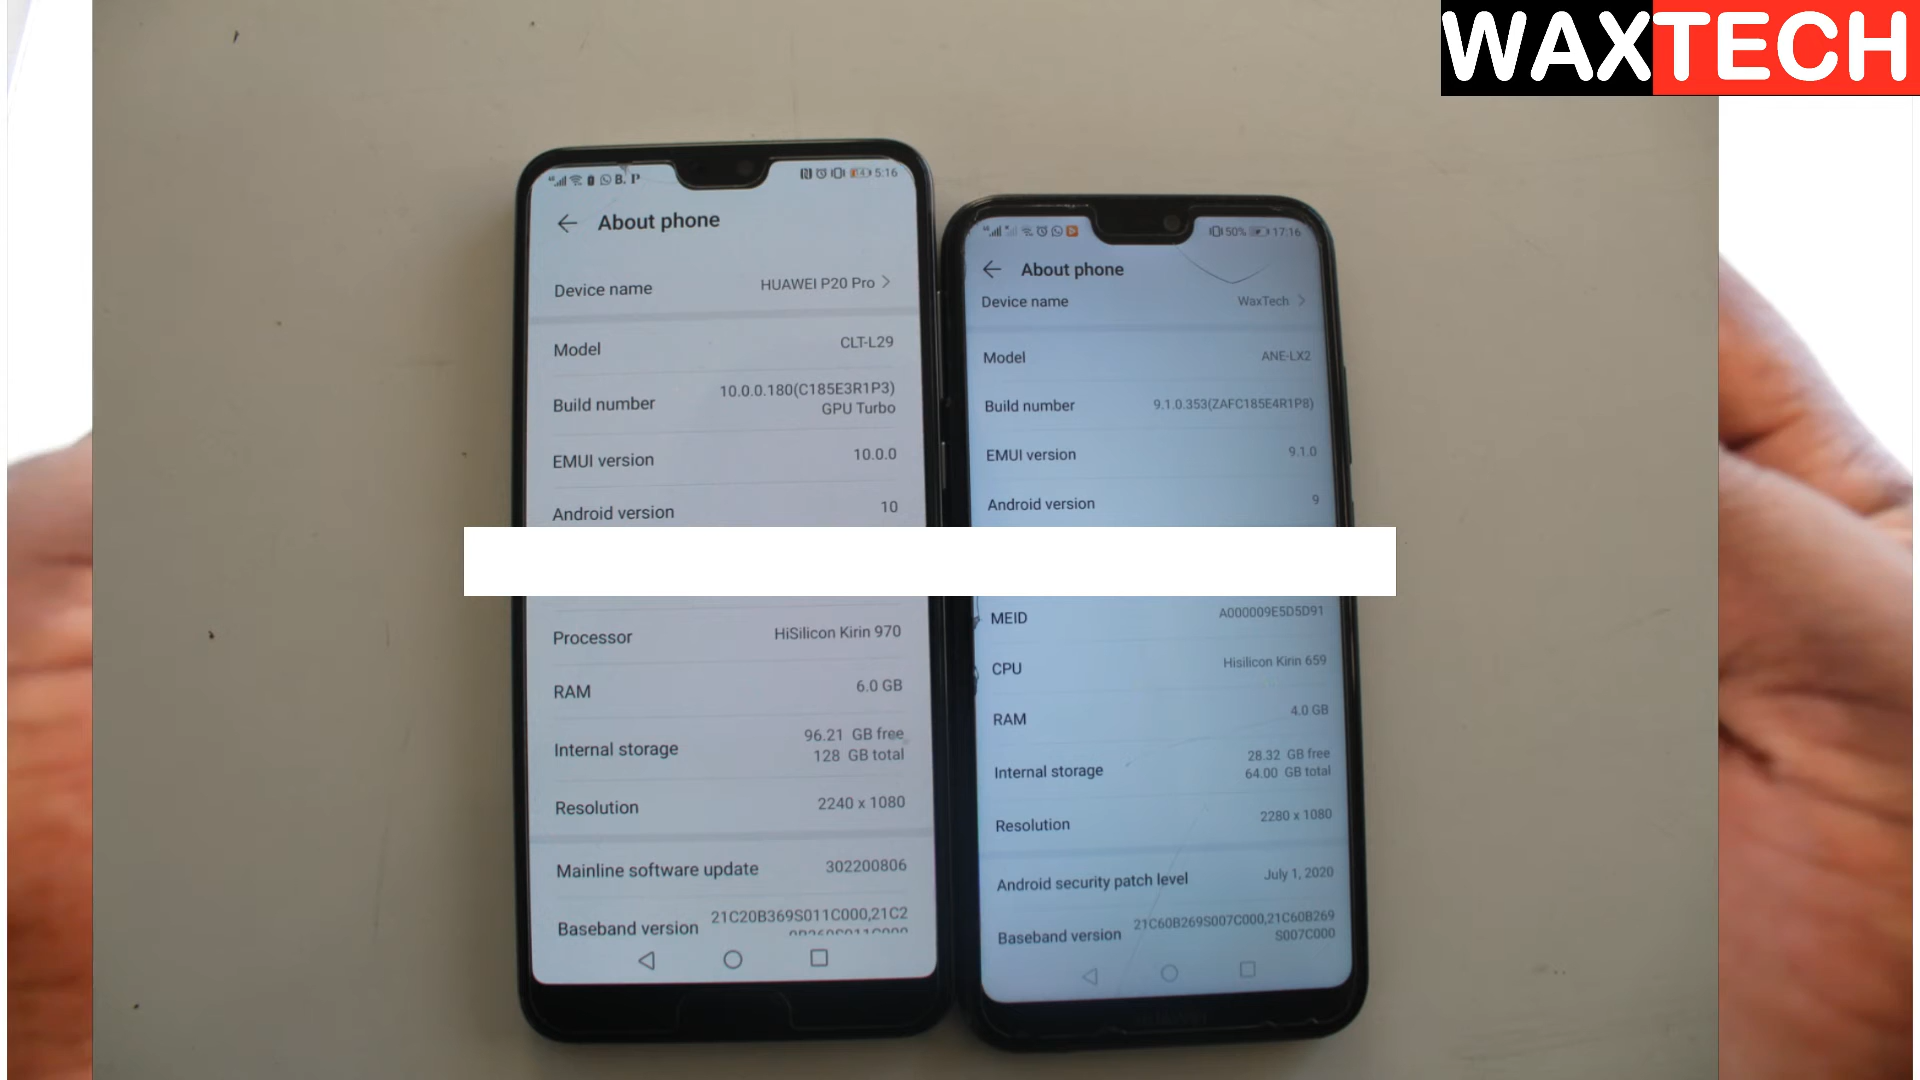 WAXTECH
B. P
5:16
About phone
Device name HUAWEI P20 Pro
Model CLT-L29
Build number 10.0.0.180(C185E3R1P3)
GPU Turbo
EMUI version 10.0.0
Android version 10
Processor HiSilicon Kirin 970
RAM 6.0 GB
Internal storage 96.21 GB free
128 GB total
Resolution 2240 x 1080
Mainline software update 302200806
Baseband version 21C20B369S011C000,21C2
50% 17:16
About phone
Device name WaxTech
Model ANE-LX2
Build number 9.1.0.353(ZAFC185E4R1P8)
EMUI version 9.1.0
Android version 9
MEID A000009E5D5D91
CPU Hisilicon Kirin 659
RAM 4.0 GB
Internal storage 28.32 GB free
64.00 GB total
Resolution 2280 x 1080
Android security patch level July 1, 2020
Baseband version 21C60B269S007C000,21C60B269
S007C000